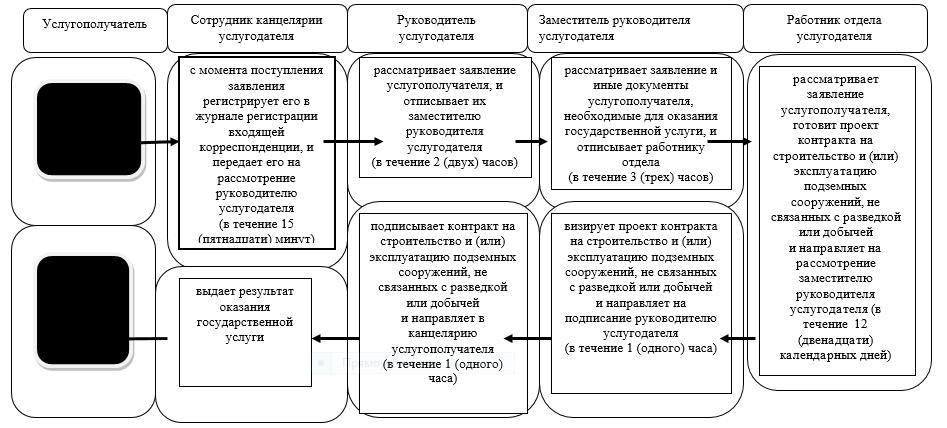 Услугополучатель
Сотрудник канцелярии
услугодателя
Руководитель
услугодателя
Заместитель руководителя
услугодателя
Работник отдела
услугодателя
с момента поступления
заявления
регистрирует его в
журнале регистрации
входящей
корреспонденции, и
передает его на
рассмотрение
руководителю
услугодателя
(в течение 15
(пятнадцати) минут)
рассматривает заявление
услугополучателя, и
отписывает их
заместителю
руководителя
услугодателя
(в течение 2 (двух) часов)
рассматривает заявление и
иные документы
услугополучателя,
необходимые для оказания
государственной услуги, и
отписывает работнику
отдела
(в течение 3 (трех) часов)
рассматривает
заявление
услугополучателя,
готовит проект
контракта на
строительство и (или)
эксплуатацию
подземных
сооружений, не
связанных с разведкой
или добычей
и направляет на
рассмотрение
заместителю
руководителя
услугодателя (в
течение 12
(двенадцати)
календарных дней)
визирует проект контракта
на строительство и (или)
эксплуатацию подземных
сооружений, не связанных
с разведкой или добычей
и направляет на
подписание руководителю
услугодателя
(в течение 1 (одного) часа)
подписывает контракт на
строительство и (или)
эксплуатацию подземных
сооружений, не
связанных с разведкой
или добычей
и направляет в
канцелярию
услугополучателя
(в течение 1 (одного)
часа)
выдает результат
оказания
государственной
услуги